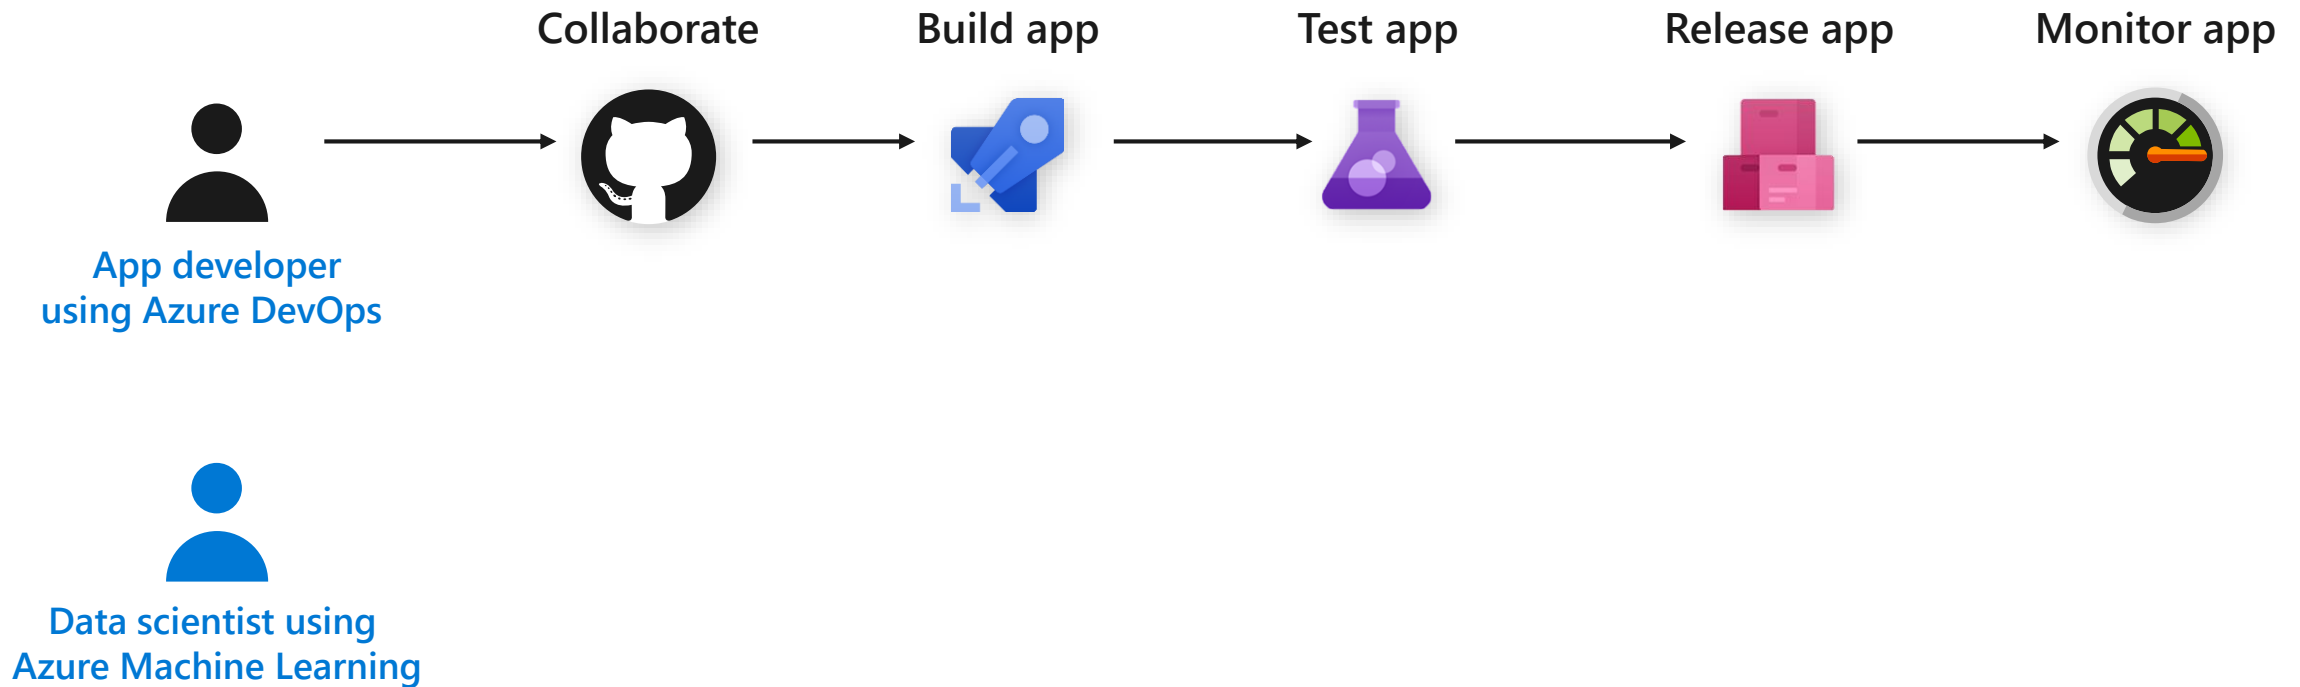 Collaborate
Build app
Test app
Release app
Monitor app
App developer
using Azure DevOps
Data scientist using
Azure Machine Learning